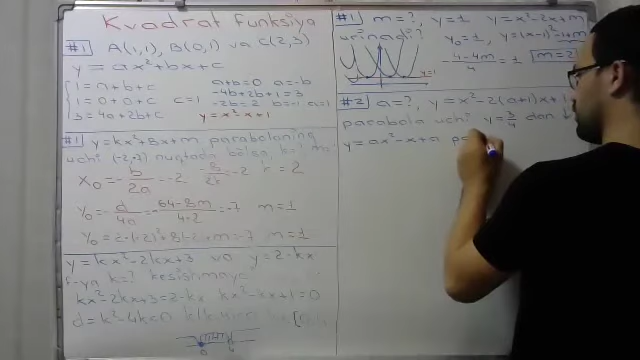 Kvadrat funksiya
#1 A(1,1), B(0,1) va C(2,3)
y = ax²+bx+c
1 = a+b+c
1 = 0+0+c c=1
3 = 4a+2b+c
a+b=0 a=-b
-4b+2b+1=3
-2b=2 b=-1
y=x²-x+1
#1 y=kx²+8x+m, parabolaning
uchi (-2,-7) nuqtada
X₀=-b/2a=-2 -8/2k=-2 k=2
y₀=-d/4a=-64-8m/4·2=-7 m=1
y₀=2·(-2)²+8(-2)+m=-7 m=1
y=kx²-2kx+3 va y=2-kx
f-ya k=? kesishmaydi
kx²-2kx+3=2-kx kx²-kx+1=0
d=k²-4k<0
#1 m=?, y=1 y=x²-2x+m
urinadi? y₀=1, y=(x-1)²-1+m
4-4m/4=1 m=2
y=1
#2 a=?, y=x²-2(a+1)x+1
parabola uchi y=3/4 dan
y=ax²-x+a